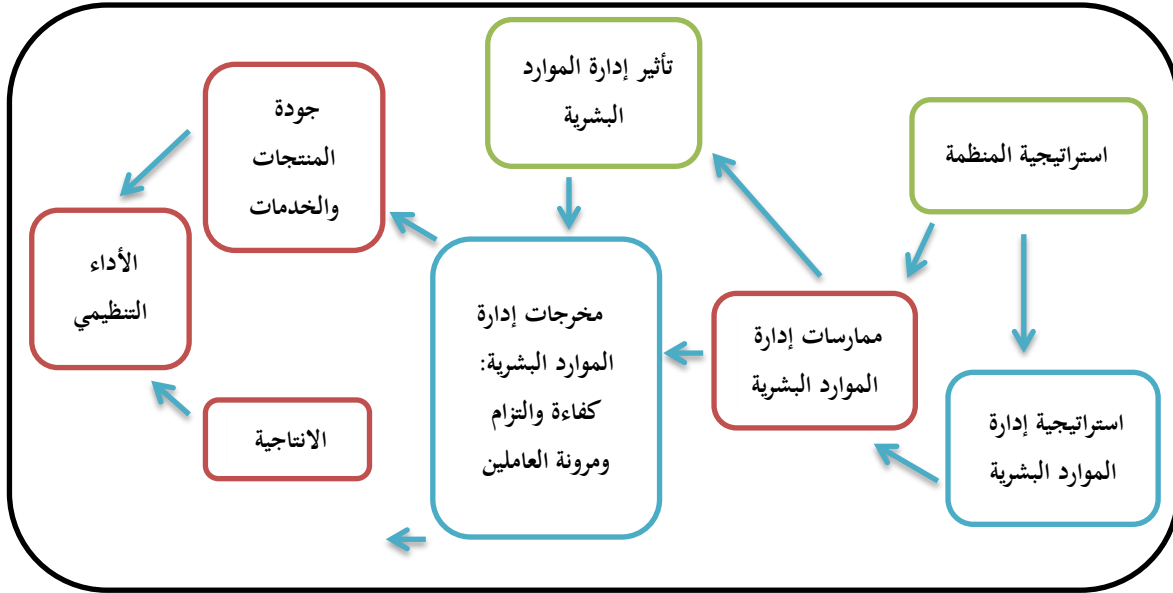 استراتيجية المنظمة
استراتيجية إدارة
الموارد البشرية
ممارسات إدارة
الموارد البشرية
تأثير إدارة الموارد
البشرية
مخرجات إدارة
الموارد البشرية:
كفاءة والتزام
ومرونة العاملين
جودة
المنتجات
والخدمات
الانتاجية
الأداء
التنظيمي